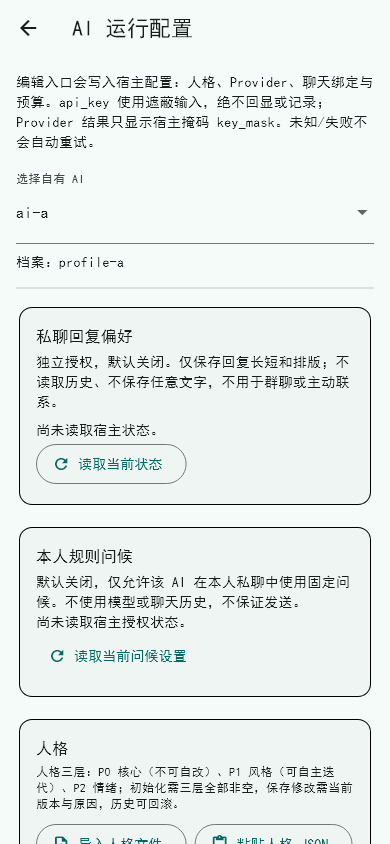 AI 运行配置
编辑入口会写入宿主配置：人格、Provider、聊天绑定与
预算。api_key 使用遮蔽输入，绝不回显或记录；
Provider 结果只显示宿主掩码 key_mask。未知/失败不
会自动重试。
选择自有 AI
ai-a
档案：profile-a
私聊回复偏好
独立授权，默认关闭。仅保存回复长短和排版；不
读取历史、不保存任意文字，不用于群聊或主动联
系。
尚未读取宿主状态。
读取当前状态
本人规则问候
默认关闭，仅允许该 AI 在本人私聊中使用固定问
候。不使用模型或聊天历史，不保证发送。
尚未读取宿主授权状态。
读取当前问候设置
人格
人格三层：P0 核心（不可自改）、P1 风格（可自主迭
代）、P2 情绪；初始化需三层全部非空，保存修改需当前
版本与原因，历史可回滚。
导入人格文件
粘贴人格 JSON